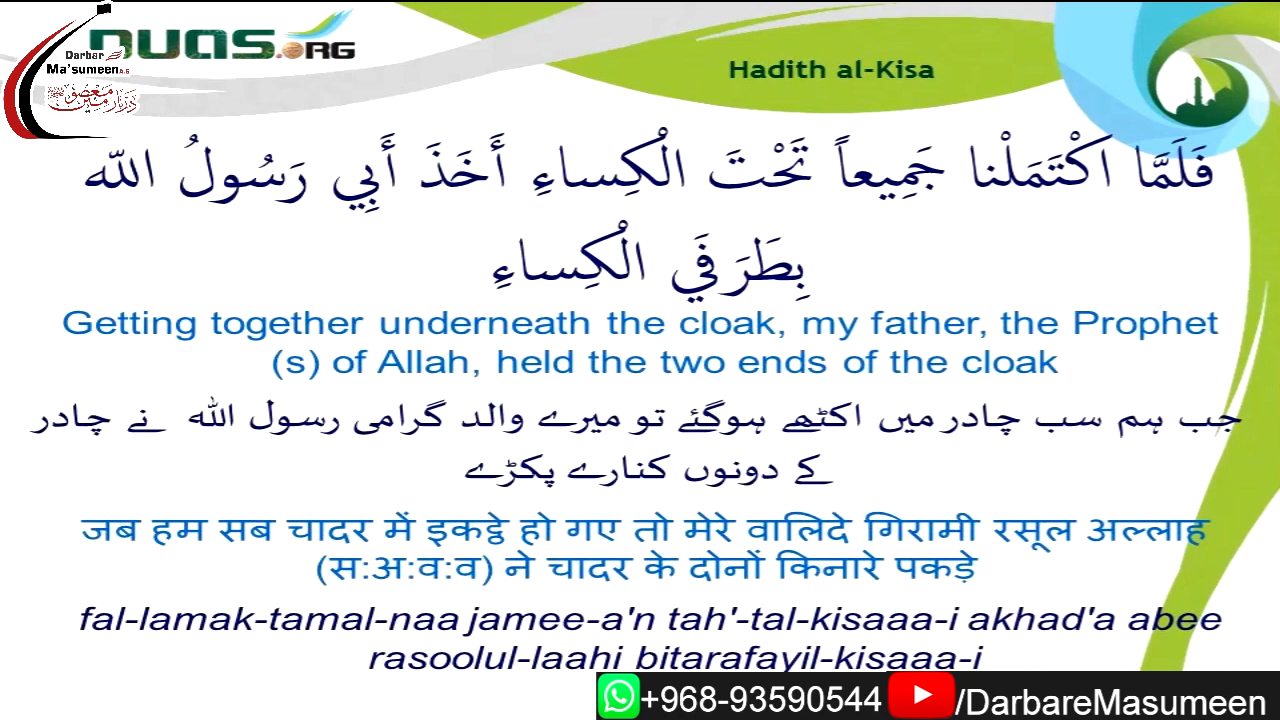 DUAS.ORG
Darbar
Ma'sumeen A.S
Hadith al-Kisa
فَلَمَّا اكْتَمَلْنا جَمِيعاً تَحْتَ الْكِساءِ أَخَذَ أَبِي رَسُولُ اللّه
بِطَرَفَيِ الْكِساءِ
Getting together underneath the cloak, my father, the Prophet
(s) of Allah, held the two ends of the cloak
جب ہم سب چادر میں اکٹھے ہوگئے تو میرے والد گرامی رسول اللہ نے چادر
کے دونوں کنارے پکڑے
जब हम सब चादर में इकट्ठे हो गए तो मेरे वालिदे गिरामी रसूल अल्लाह
(स:अ:व:व) ने चादर के दोनों किनारे पकड़े
fal-lamak-tamal-naa jamee-a'n tah'-tal-kisaaa-i akhad'a abee
rasoolul-laahi bitarafayil-kisaaa-i
+968-93590544 /DarbareMasumeen